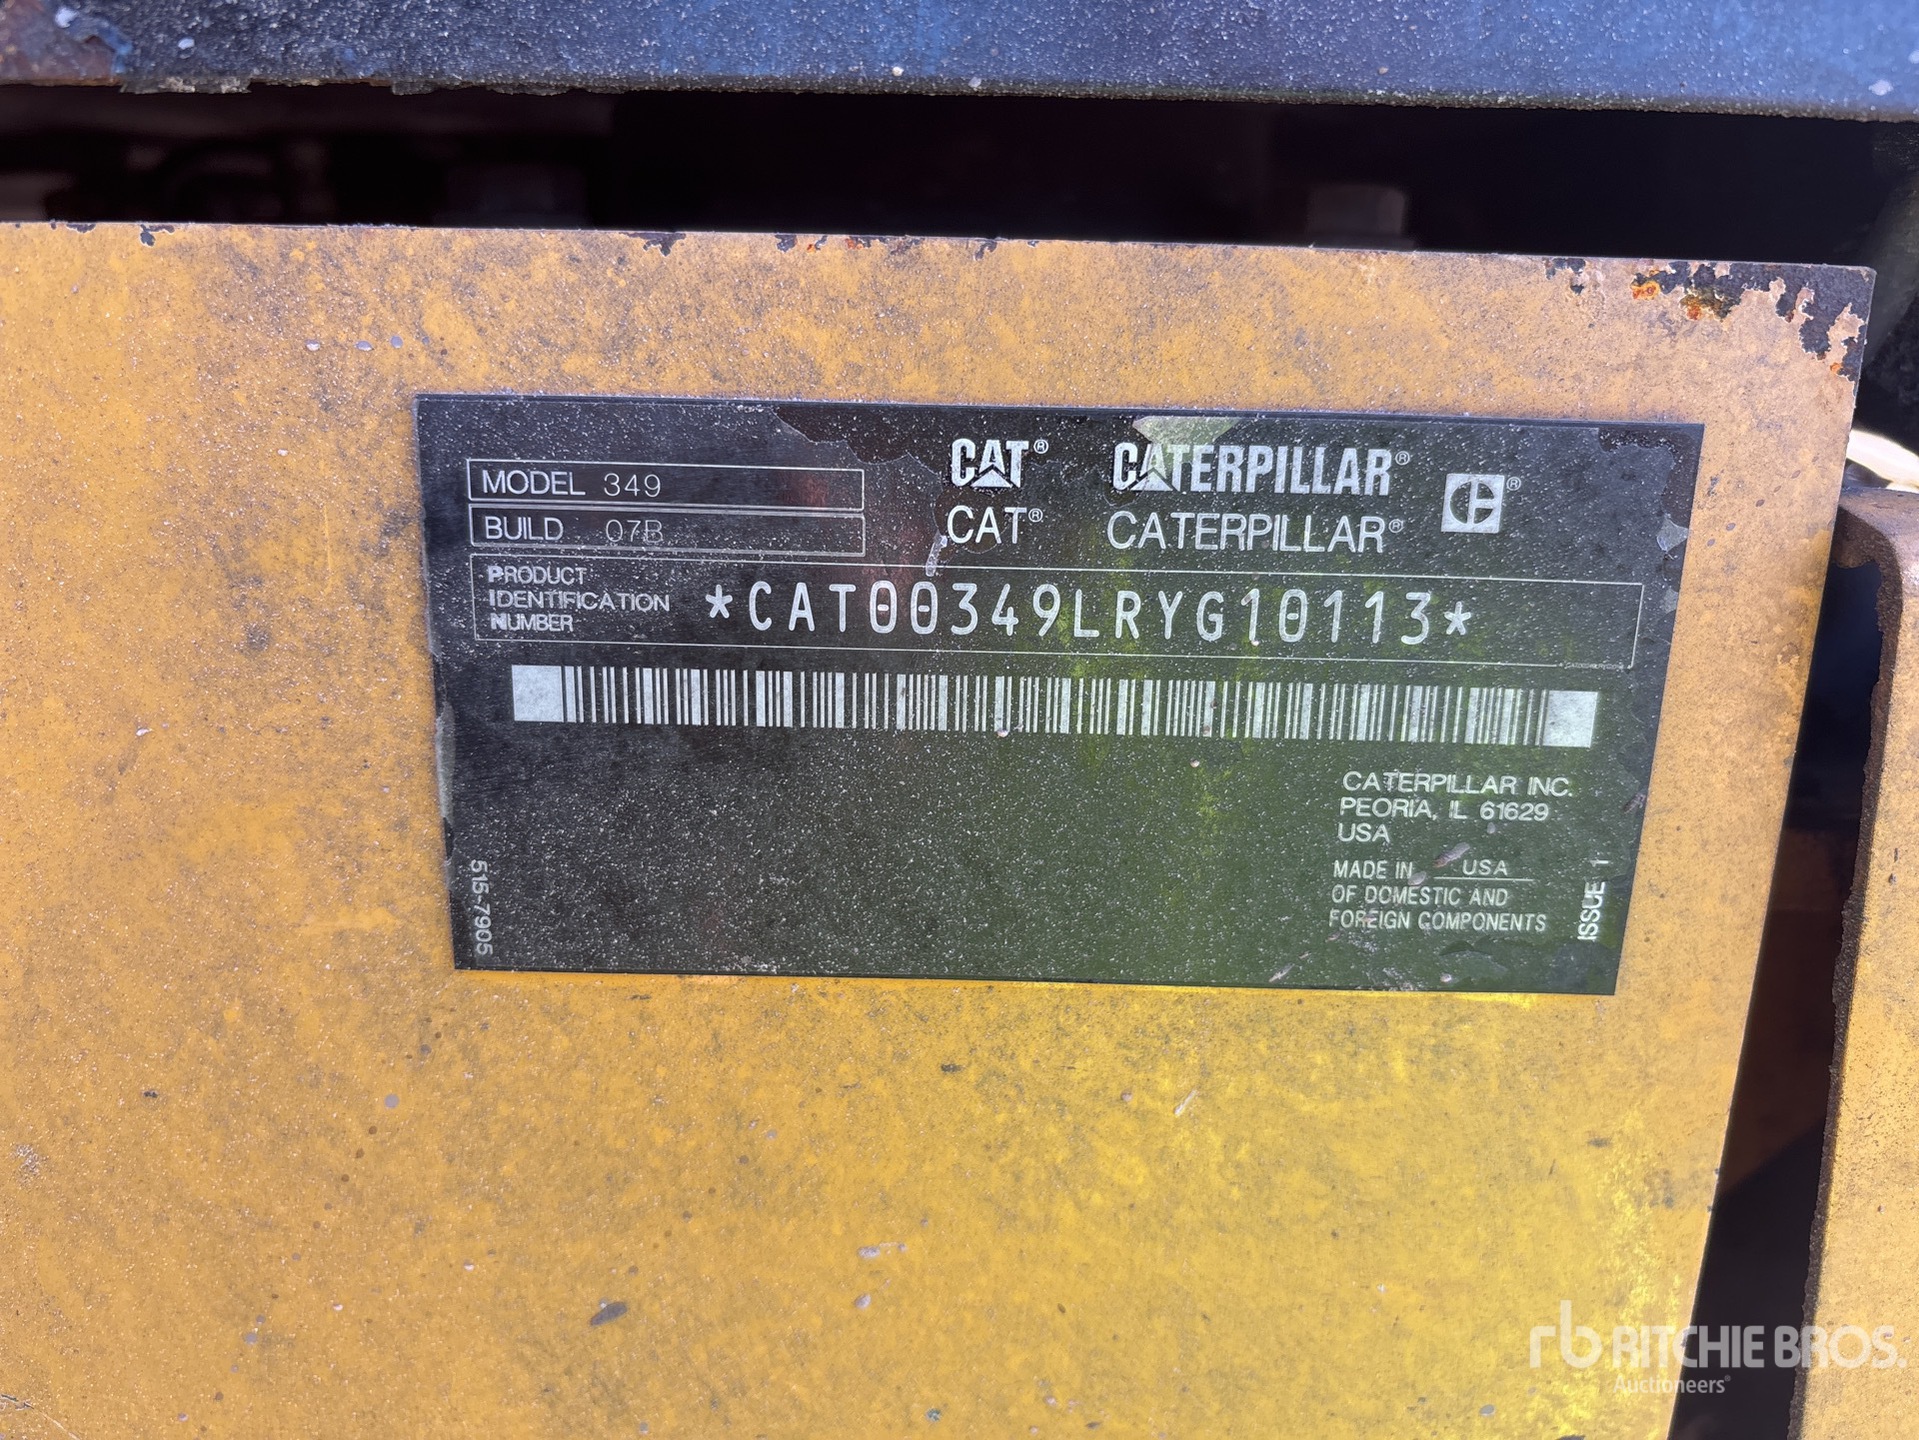 MODEL 349
BUILD 07B
CAT® CATERPILLAR®
CAT® CATERPILLAR®
PRODUCT
IDENTIFICATION
NUMBER
*CAT00349LRYG10113*
CATERPILLAR INC.
PEORIA, IL 61629
USA
MADE IN USA
OF DOMESTIC AND
FOREIGN COMPONENTS
515-7905
ISSUE 1
rb RITCHIE BROS.
Auctioneers®